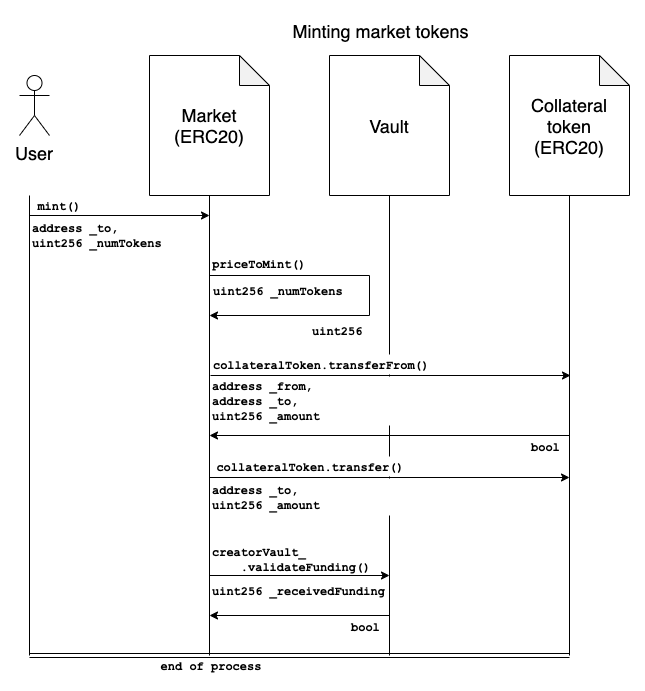 Minting market tokens
User
Market
(ERC20)
Vault
Collateral
token
(ERC20)
mint()
address _to,
uint256 _numTokens
priceToMint()
uint256 _numTokens
uint256
collateralToken.transferFrom()
address _from,
address _to,
uint256 _amount
bool
collateralToken.transfer()
address _to,
uint256 _amount
creatorVault_
.validateFunding()
uint256 _receivedFunding
bool
end of process